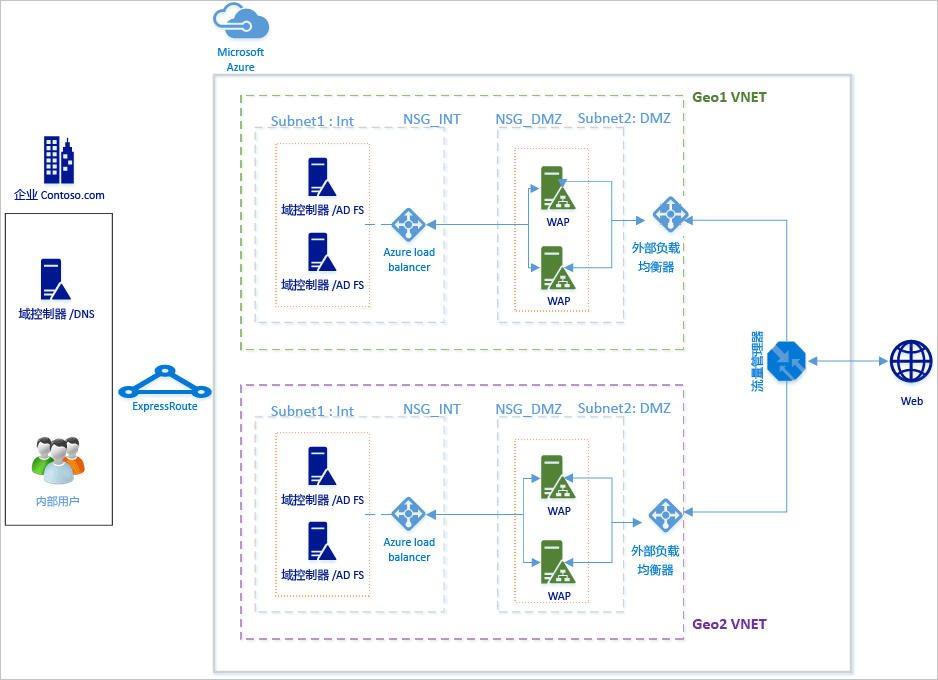 Microsoft
Azure
Geo1 VNET
Subnet1 : Int
NSG_INT
NSG_DMZ
Subnet2: DMZ
企业 Contoso.com
域控制器 /AD FS
WAP
Azure load
balancer
外部负载
均衡器
域控制器 /AD FS
WAP
域控制器 /DNS
流量管理器
Web
ExpressRoute
Subnet1 : Int
NSG_INT
NSG_DMZ
Subnet2: DMZ
内部用户
域控制器 /AD FS
WAP
Azure load
balancer
外部负载
均衡器
域控制器 /AD FS
WAP
Geo2 VNET